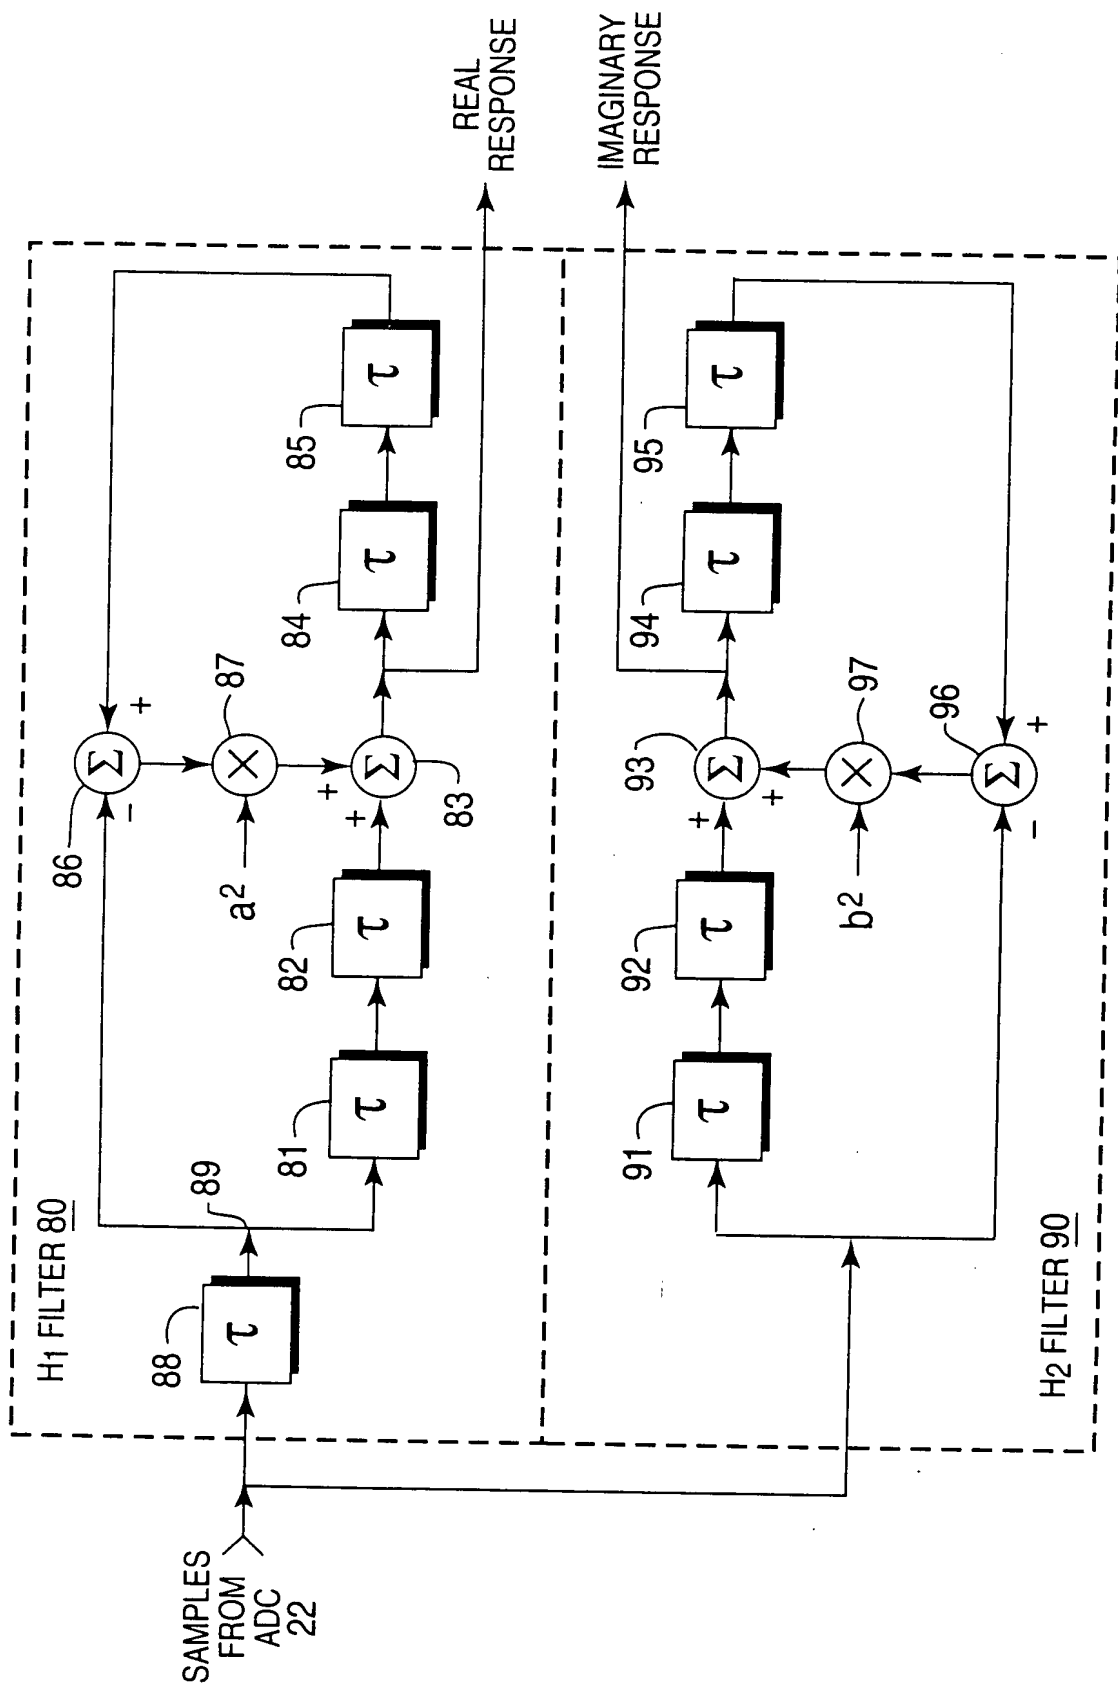 SAMPLES
FROM
ADC
22
H1 FILTER 80
88
τ
89
81
τ
82
τ
86
Σ
−
+
a²
×
87
+
+
Σ
83
84
τ
85
τ
REAL
RESPONSE
IMAGINARY
RESPONSE
91
τ
92
τ
93
Σ
+
+
94
τ
95
τ
b²
×
97
96
Σ
−
+
H2 FILTER 90